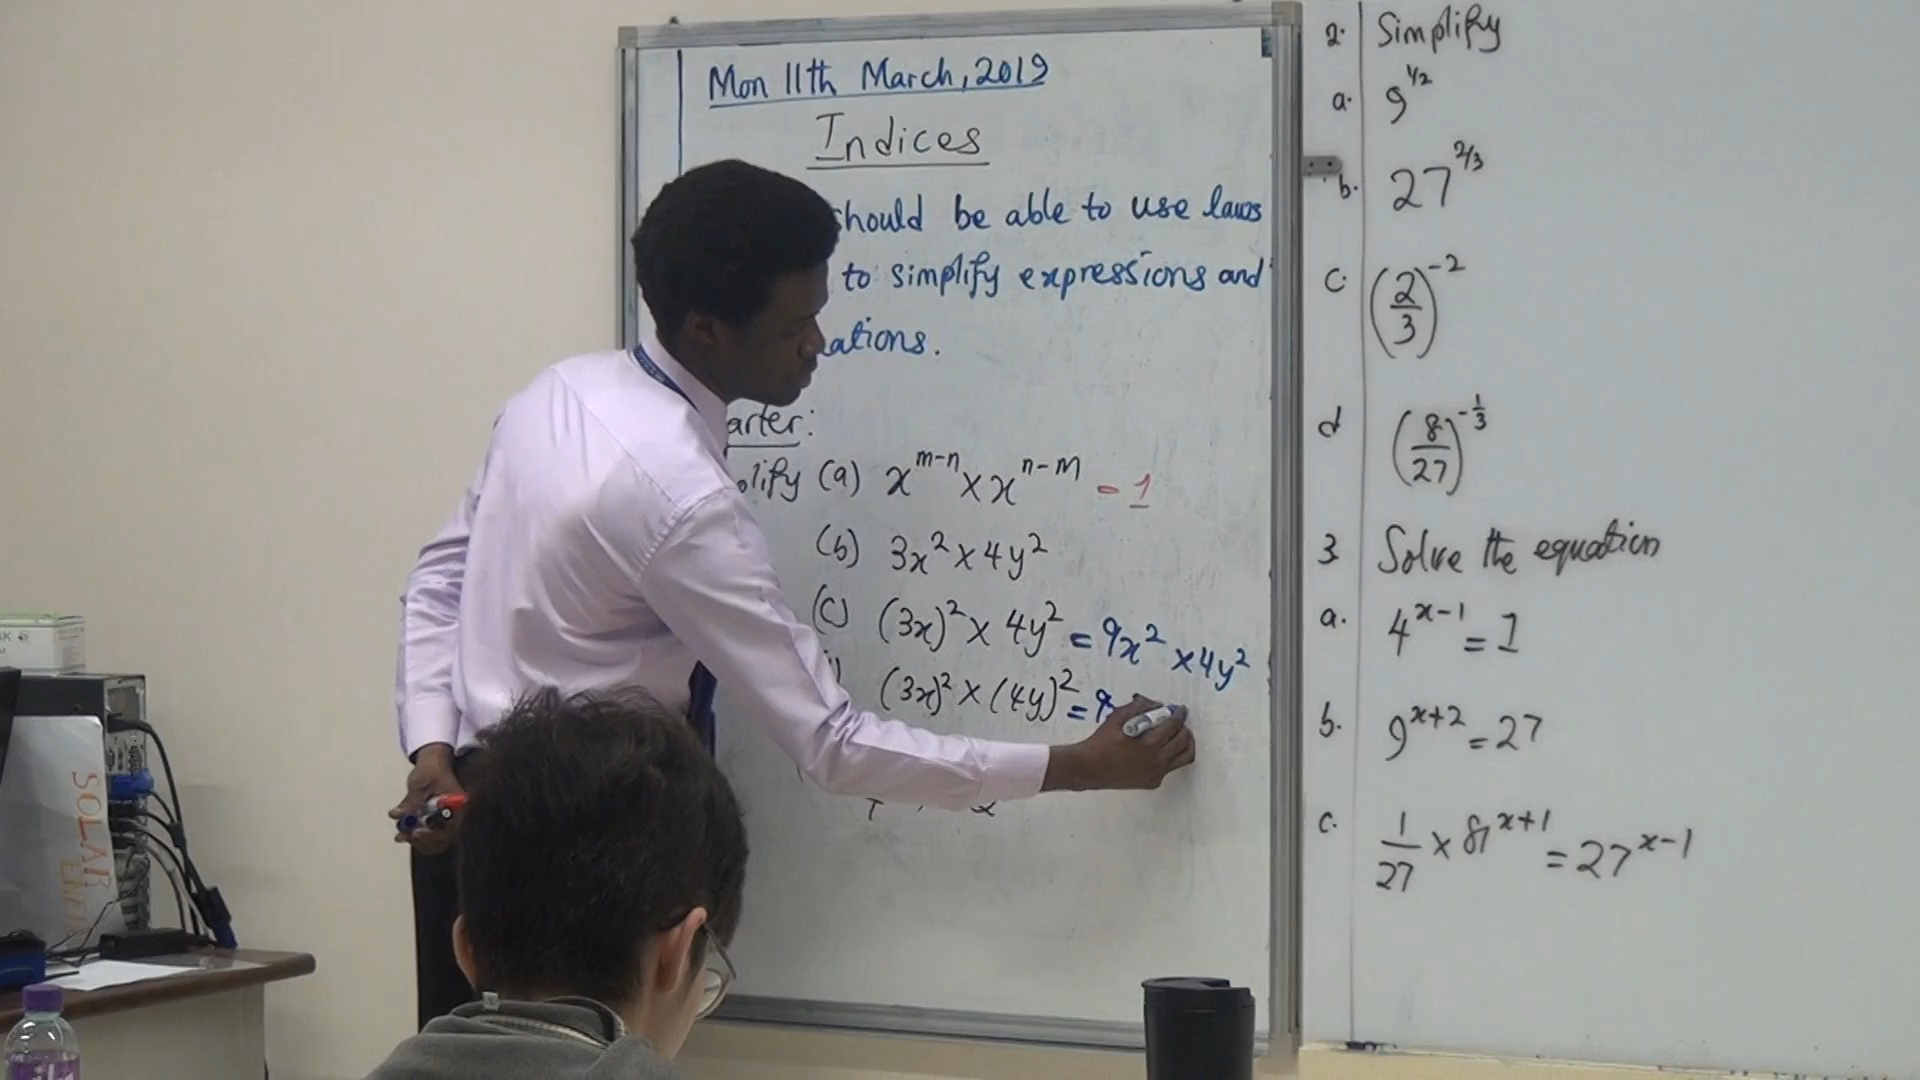 Mon 11th March, 2019
Indices
should be able to use laws
to simplify expressions and
ations.
arter:
plify (a) x^{m-n} × x^{n-m} = 1
(b) 3x² × 4y²
(c) (3x)² × 4y² = 9x² × 4y²
(3x)² × (4y)² = 9
2. Simplify
a. 9^{1/2}
b. 27^{2/3}
c. (2/3)^{-2}
d (8/27)^{-1/3}
3 Solve the equation
a. 4^{x-1} = 1
b. 9^{x+2} = 27
c. 1/27 × 81^{x+1} = 27^{x-1}
SOLAR